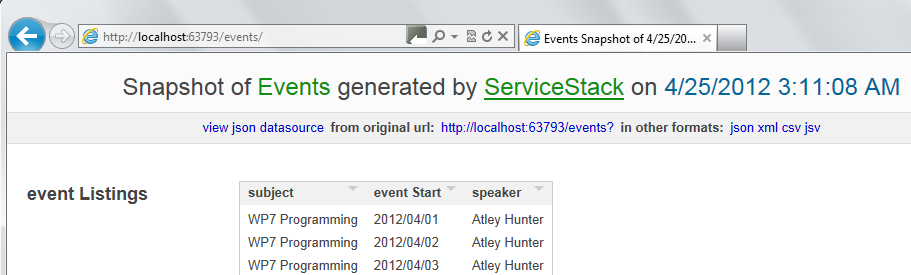 http://localhost:63793/events/
Events Snapshot of 4/25/20...
Snapshot of Events generated by ServiceStack on 4/25/2012 3:11:08 AM
view json datasource from original url: http://localhost:63793/events? in other formats: json xml csv jsv
event Listings
subject event Start speaker
WP7 Programming 2012/04/01 Atley Hunter
WP7 Programming 2012/04/02 Atley Hunter
WP7 Programming 2012/04/03 Atley Hunter